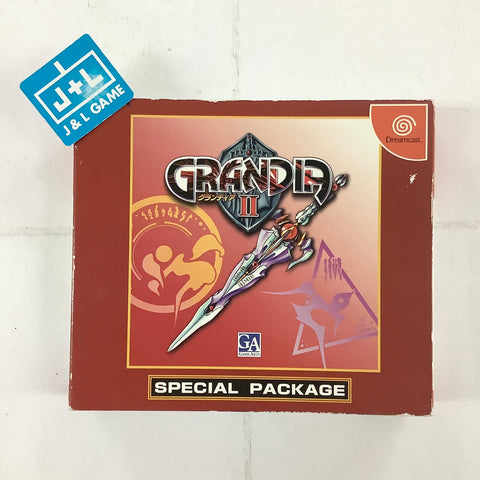 J+L
J & L GAME
Dreamcast
GRANDIA
グランディア
II
GA
GAME ARTS
SPECIAL PACKAGE